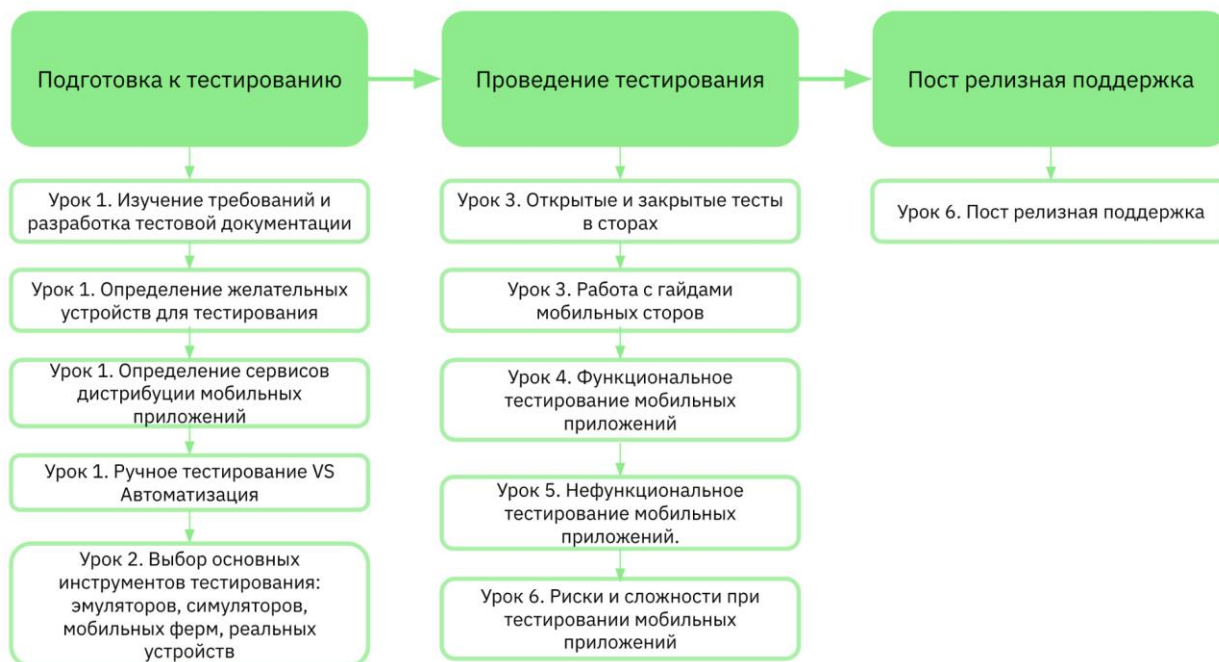 Подготовка к тестированию
Проведение тестирования
Пост релизная поддержка
Урок 1. Изучение требований и
разработка тестовой документации
Урок 1. Определение желательных
устройств для тестирования
Урок 1. Определение сервисов
дистрибуции мобильных
приложений
Урок 1. Ручное тестирование VS
Автоматизация
Урок 2. Выбор основных
инструментов тестирования:
эмуляторов, симуляторов,
мобильных ферм, реальных
устройств
Урок 3. Открытые и закрытые тесты
в сторах
Урок 3. Работа с гайдами
мобильных сторов
Урок 4. Функциональное
тестирование мобильных
приложений
Урок 5. Нефункциональное
тестирование мобильных
приложений.
Урок 6. Риски и сложности при
тестировании мобильных
приложений
Урок 6. Пост релизная поддержка